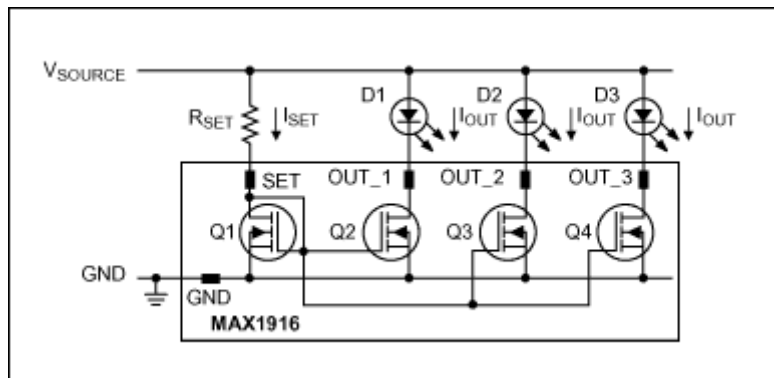 VSOURCE
D1 D2 D3
RSET ISET IOUT IOUT IOUT
SET OUT_1 OUT_2 OUT_3
Q1 Q2 Q3 Q4
GND
GND
MAX1916